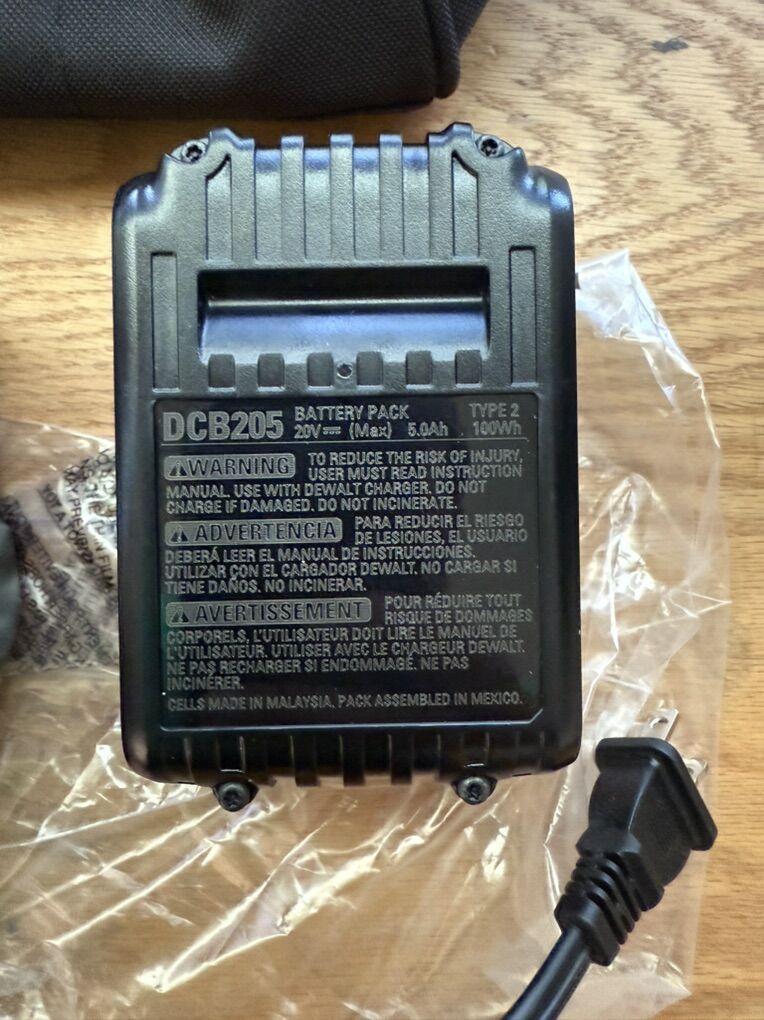 DCB205 BATTERY PACK TYPE 2
20V⎓ (Max) 5.0Ah 100Wh
⚠WARNING TO REDUCE THE RISK OF INJURY,
USER MUST READ INSTRUCTION
MANUAL. USE WITH DEWALT CHARGER. DO NOT
CHARGE IF DAMAGED. DO NOT INCINERATE.
⚠ADVERTENCIA PARA REDUCIR EL RIESGO
DE LESIONES, EL USUARIO
DEBERÁ LEER EL MANUAL DE INSTRUCCIONES.
UTILIZAR CON EL CARGADOR DEWALT. NO CARGAR SI
TIENE DAÑOS. NO INCINERAR.
⚠AVERTISSEMENT POUR RÉDUIRE TOUT
RISQUE DE DOMMAGES
CORPORELS, L'UTILISATEUR DOIT LIRE LE MANUEL DE
L'UTILISATEUR. UTILISER AVEC LE CHARGEUR DEWALT.
NE PAS RECHARGER SI ENDOMMAGÉ. NE PAS
INCINÉRER.
CELLS MADE IN MALAYSIA, PACK ASSEMBLED IN MEXICO.